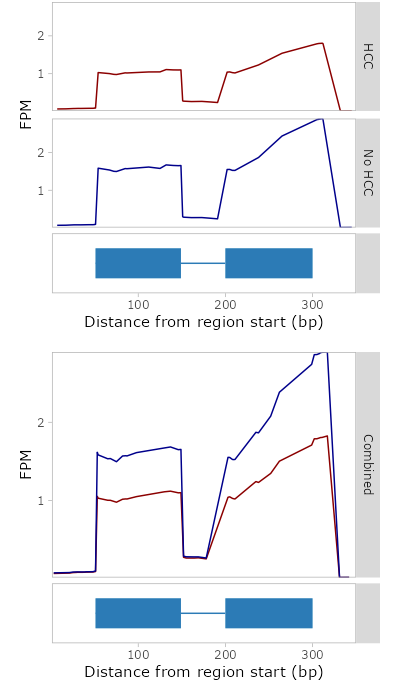 2
1
HCC
FPM
2
1
No HCC
100 200 300
Distance from region start (bp)
2
1
FPM
Combined
100 200 300
Distance from region start (bp)